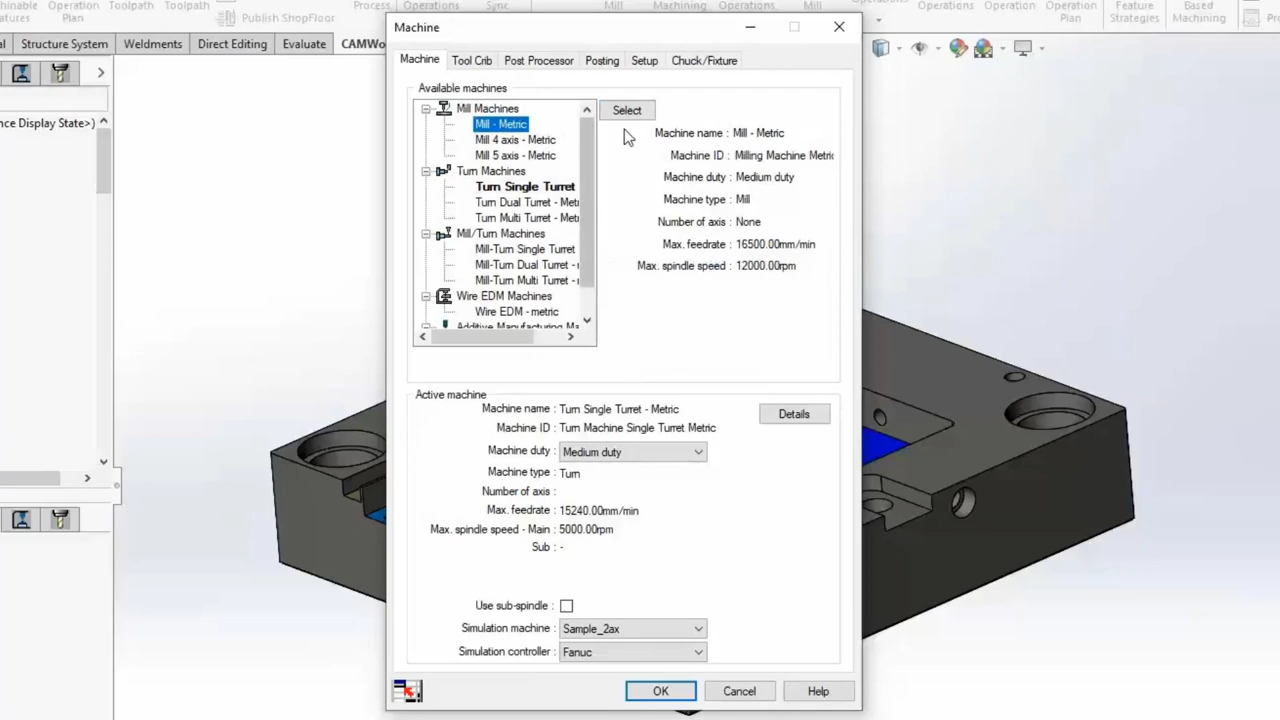 Operation Toolpath Toolpath Process Operations Sync. Mill Machining Operations Mill Operations Operation Operation Feature Based
Plan Publish ShopFloor Plan Strategies Machining
Structure System Weldments Direct Editing Evaluate
Machine
Machine Tool Crib Post Processor Posting Setup Chuck/Fixture
nce Display State>)
Available machines
Mill Machines
Mill - Metric
Mill 4 axis - Metric
Mill 5 axis - Metric
Turn Machines
Turn Single Turret
Turn Dual Turret - Metr
Turn Multi Turret - Metr
Mill/Turn Machines
Mill-Turn Single Turret
Mill-Turn Dual Turret -
Mill-Turn Multi Turret -
Wire EDM Machines
Wire EDM - metric
Additive Manufacturing Ma
Select
Machine name : Mill - Metric
Machine ID : Milling Machine Metric
Machine duty : Medium duty
Machine type : Mill
Number of axis : None
Max. feedrate : 16500.00mm/min
Max. spindle speed : 12000.00rpm
Active machine
Machine name : Turn Single Turret - Metric
Details
Machine ID : Turn Machine Single Turret Metric
Machine duty : Medium duty
Machine type : Turn
Number of axis :
Max. feedrate : 15240.00mm/min
Max. spindle speed - Main : 5000.00rpm
Sub : -
Use sub-spindle :
Simulation machine : Sample_2ax
Simulation controller : Fanuc
OK Cancel Help